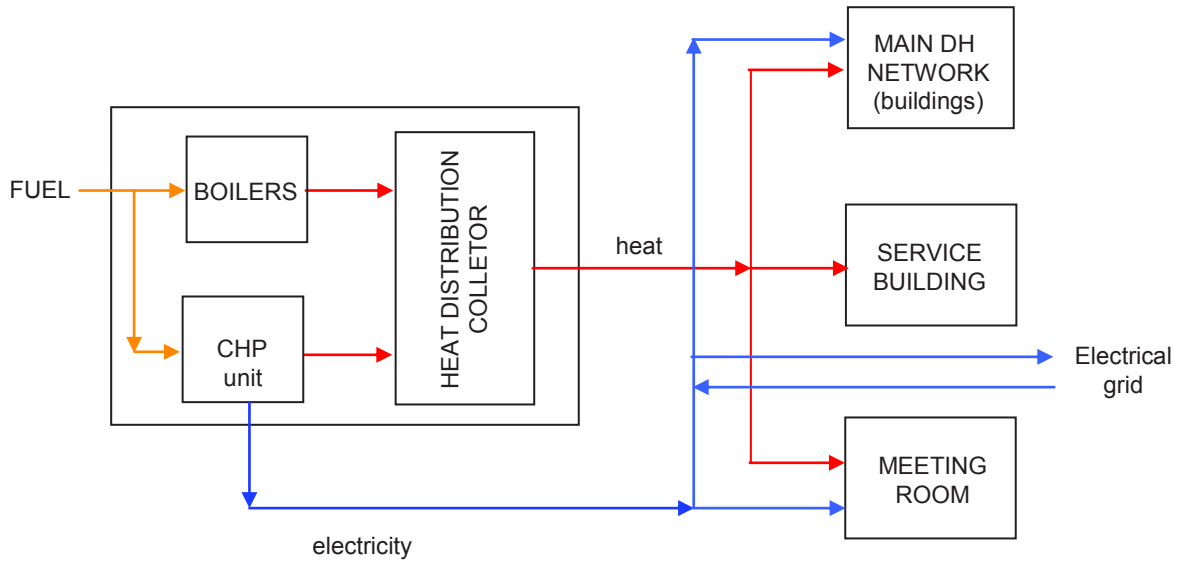 MAIN DH
NETWORK
(buildings)
FUEL
BOILERS
HEAT DISTRIBUTION
COLLETOR
heat
SERVICE
BUILDING
CHP
unit
Electrical
grid
MEETING
ROOM
electricity